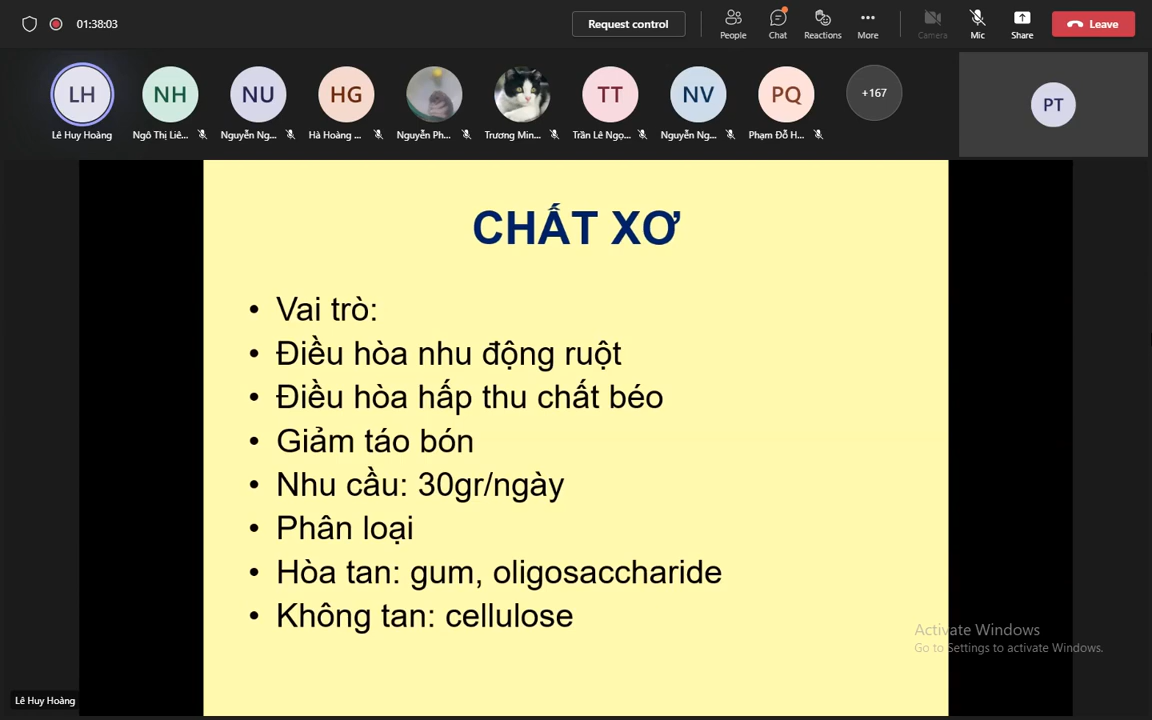 01:38:03
Request control
People
Chat
Reactions
More
Camera
Mic
Share
Leave
LH
NH
NU
HG
TT
NV
PQ
+167
PT
Lê Huy Hoàng
Ngô Thị Liê...
Nguyễn Ng...
Hà Hoàng ...
Nguyễn Ph...
Trương Min...
Trần Lê Ngọ...
Nguyễn Ng...
Phạm Đỗ H...
CHẤT XƠ
• Vai trò:
• Điều hòa nhu động ruột
• Điều hòa hấp thu chất béo
• Giảm táo bón
• Nhu cầu: 30gr/ngày
• Phân loại
• Hòa tan: gum, oligosaccharide
• Không tan: cellulose
Activate Windows
Go to Settings to activate Windows.
Lê Huy Hoàng